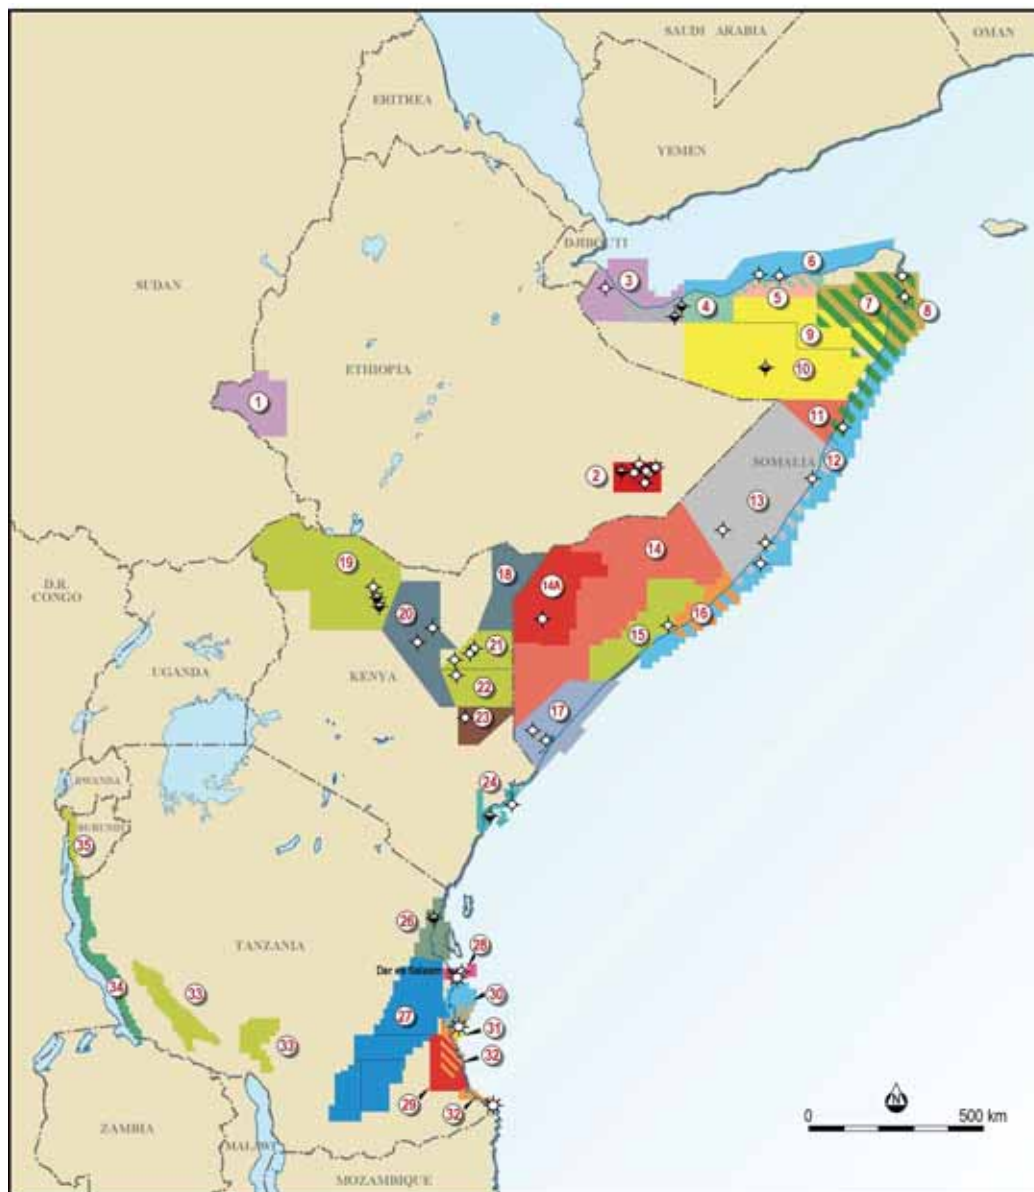 SAUDI ARABIA
OMAN
ERITREA
YEMEN
DJIBOUTI
SUDAN
6
3
7
5
4
8
9
ETHIOPIA
10
1
11
12
SOMALIA
2
13
14
19
18
14A
D.R.
CONGO
20
16
15
21
UGANDA
KENYA
22
17
23
RWANDA
24
BURUNDI
35
26
TANZANIA
28
Dar es Salaam
34
33
30
27
31
33
32
29
32
N
0
500 km
ZAMBIA
MALAWI
MOZAMBIQUE